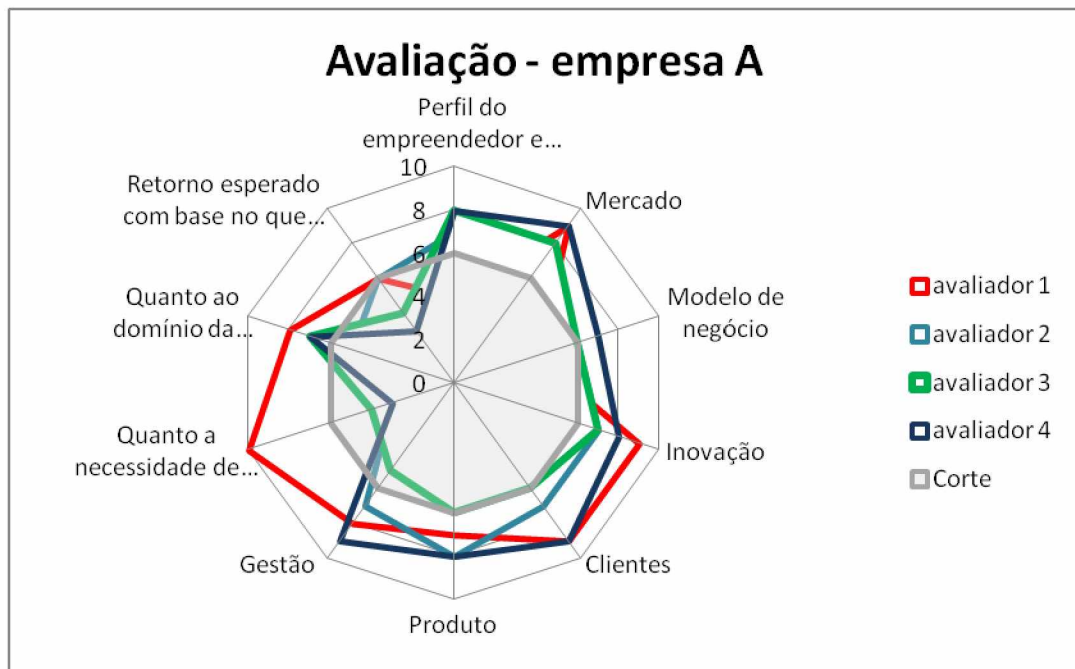 Avaliação - empresa A
Perfil do
empreendedor e...
Mercado
Modelo de
negócio
Inovação
Clientes
Produto
Gestão
Quanto a
necessidade de...
Quanto ao
domínio da...
Retorno esperado
com base no que...
10
8
6
4
2
0
avaliador 1
avaliador 2
avaliador 3
avaliador 4
Corte